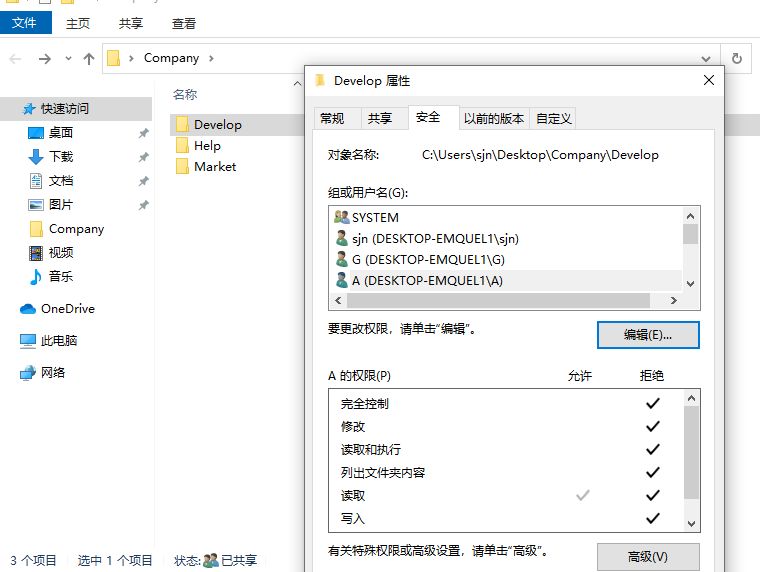 文件 主页 共享 查看
Company
名称
快速访问
桌面
下载
文档
图片
Company
视频
音乐
OneDrive
此电脑
网络
Develop
Help
Market
3 个项目 选中 1 个项目 状态: 已共享
Develop 属性
常规 共享 安全 以前的版本 自定义
对象名称: C:\Users\sjn\Desktop\Company\Develop
组或用户名(G):
SYSTEM
sjn (DESKTOP-EMQUEL1\sjn)
G (DESKTOP-EMQUEL1\G)
A (DESKTOP-EMQUEL1\A)
要更改权限，请单击“编辑”。 编辑(E)...
A 的权限(P) 允许 拒绝
完全控制
修改
读取和执行
列出文件夹内容
读取
写入
有关特殊权限或高级设置，请单击“高级”。 高级(V)